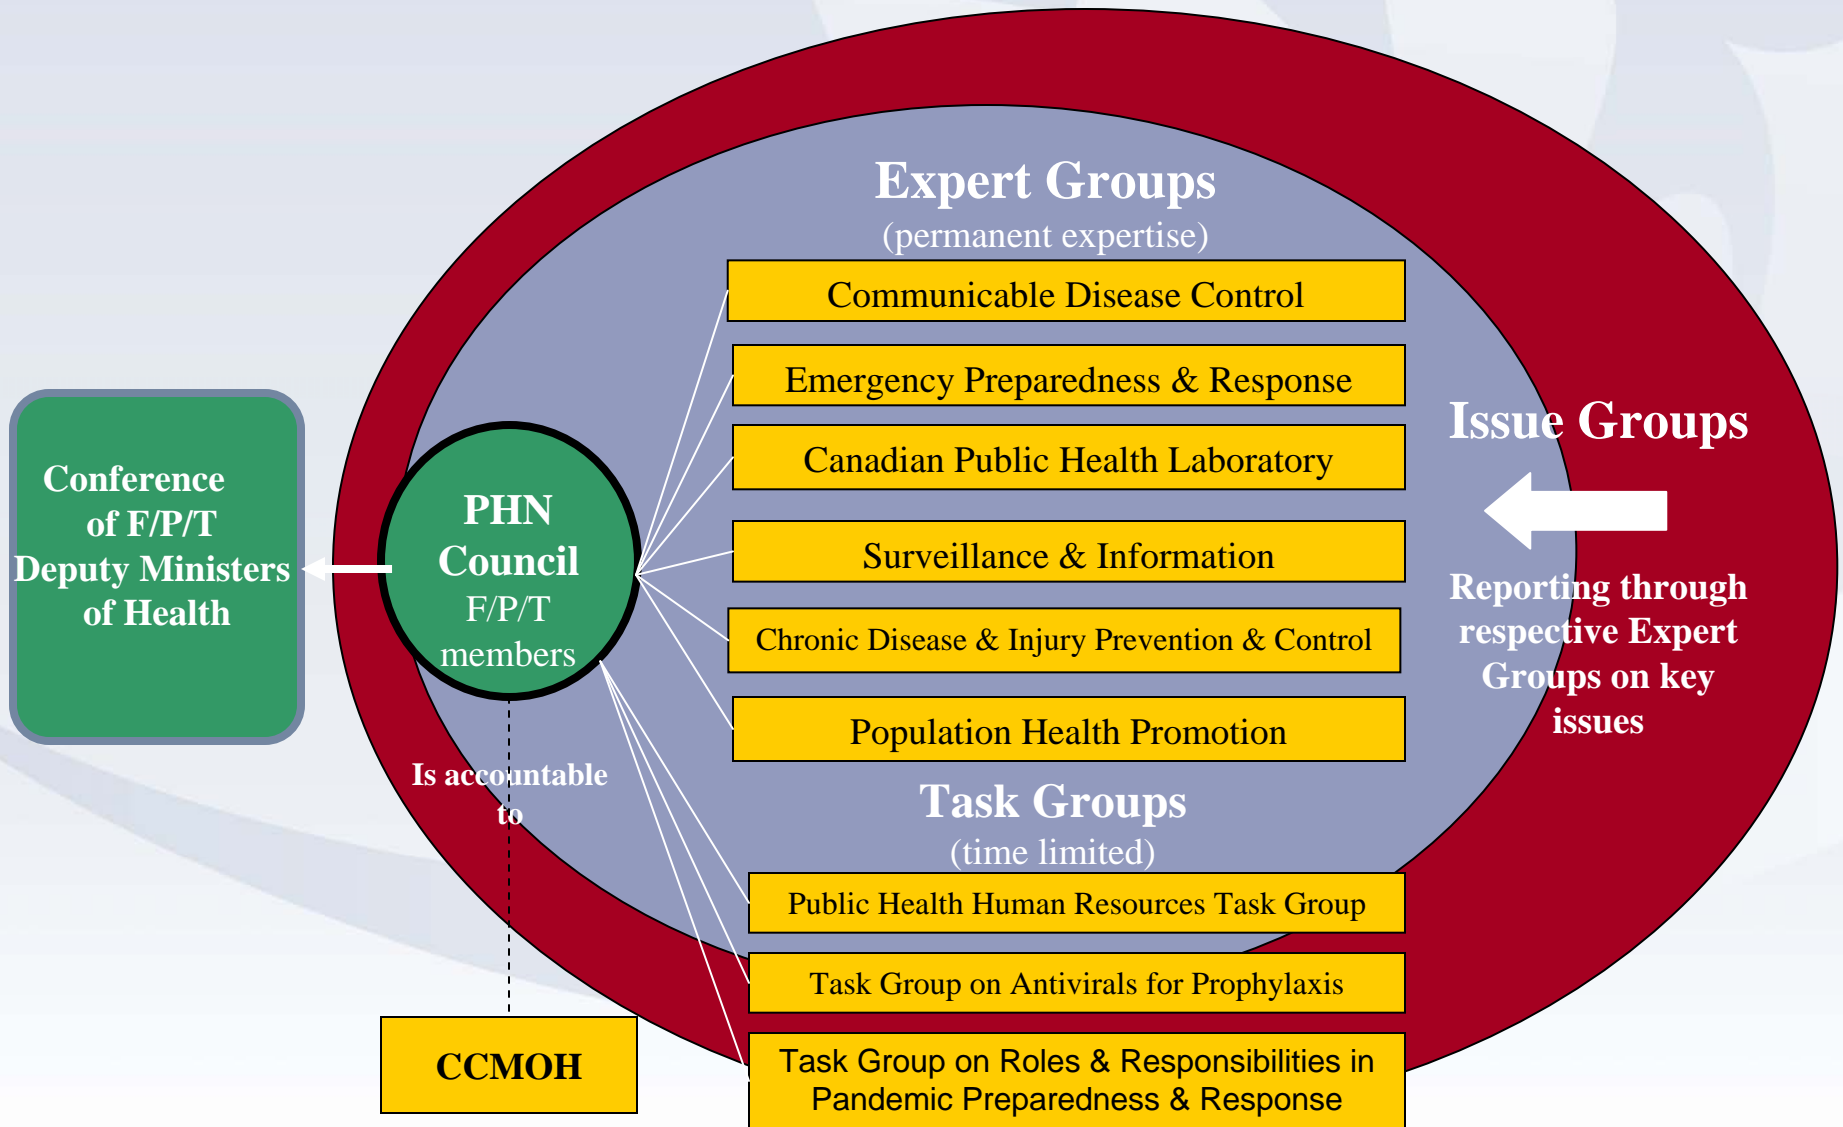 Expert Groups
(permanent expertise)
Communicable Disease Control
Emergency Preparedness & Response
Canadian Public Health Laboratory
Surveillance & Information
Chronic Disease & Injury Prevention & Control
Population Health Promotion
Task Groups
(time limited)
Public Health Human Resources Task Group
Task Group on Antivirals for Prophylaxis
Task Group on Roles & Responsibilities in
Pandemic Preparedness & Response
Conference
of F/P/T
Deputy Ministers
of Health
PHN
Council
F/P/T
members
Is accountable
to
CCMOH
Issue Groups
Reporting through
respective Expert
Groups on key
issues